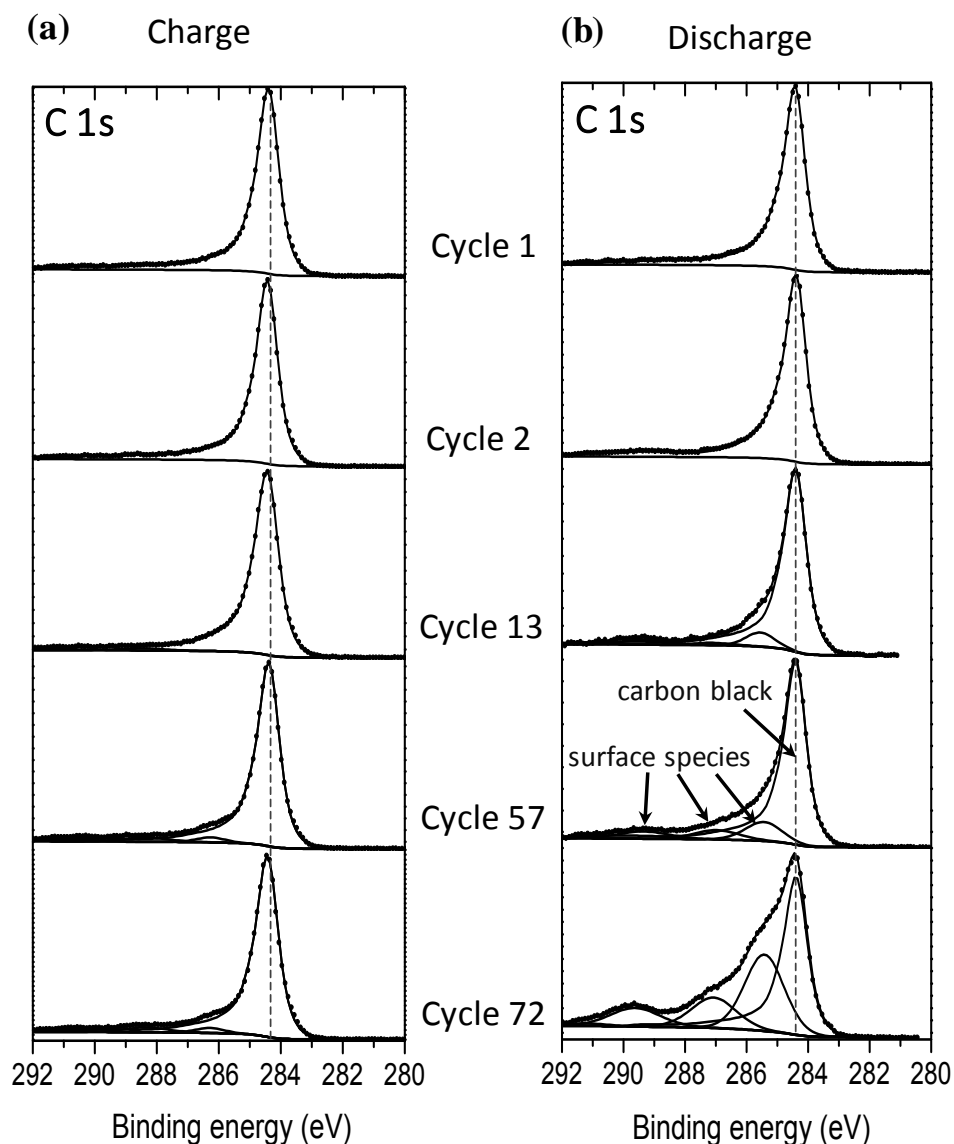 (a) Charge
(b) Discharge
C 1s
C 1s
Cycle 1
Cycle 2
Cycle 13
carbon black
surface species
Cycle 57
Cycle 72
292 290 288 286 284 282 280
292 290 288 286 284 282 280
Binding energy (eV)
Binding energy (eV)